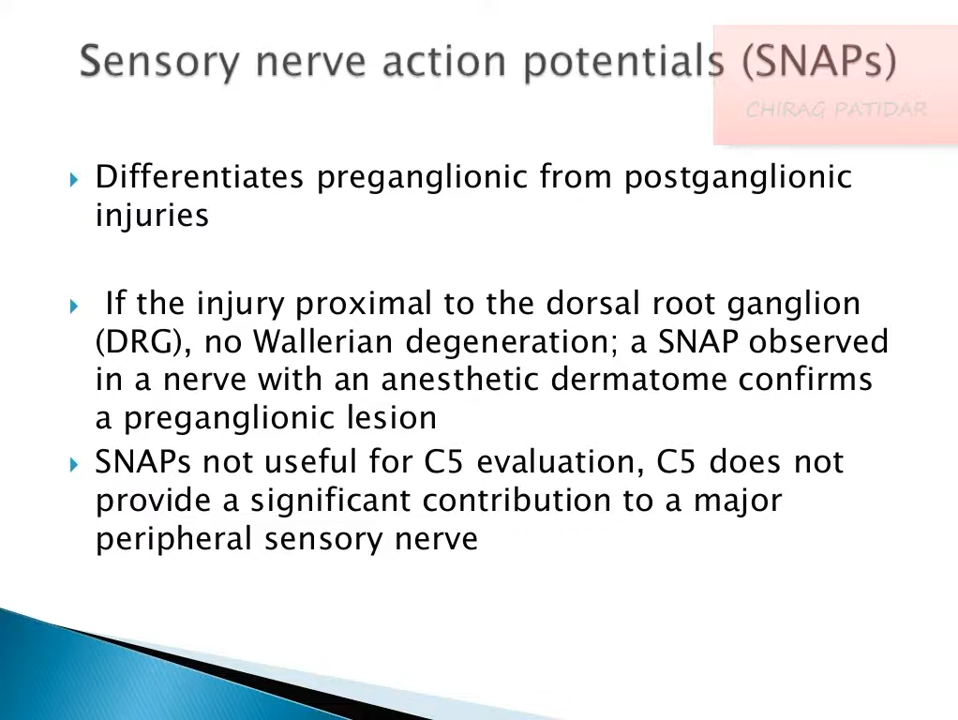 Sensory nerve action potentials (SNAPs)
CHIRAG PATIDAR
Differentiates preganglionic from postganglionic
injuries
If the injury proximal to the dorsal root ganglion
(DRG), no Wallerian degeneration; a SNAP observed
in a nerve with an anesthetic dermatome confirms
a preganglionic lesion
SNAPs not useful for C5 evaluation, C5 does not
provide a significant contribution to a major
peripheral sensory nerve